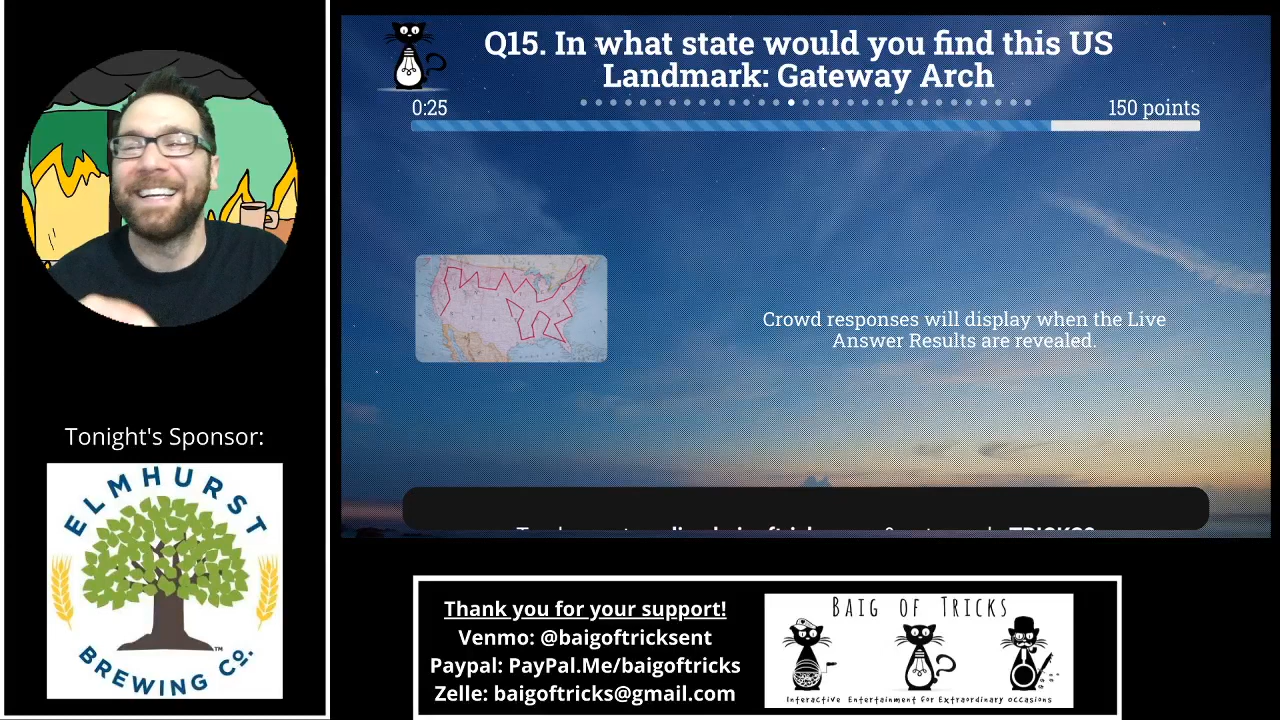 Q15. In what state would you find this US
Landmark: Gateway Arch
0:25
150 points
Crowd responses will display when the Live
Answer Results are revealed.
Tonight's Sponsor:
ELMHURST
BREWING CO.
TM
Thank you for your support!
Venmo: @baigoftricksent
Paypal: PayPal.Me/baigoftricks
Zelle: baigoftricks@gmail.com
BAIG OF TRICKS
Interactive Entertainment for Extraordinary occasions